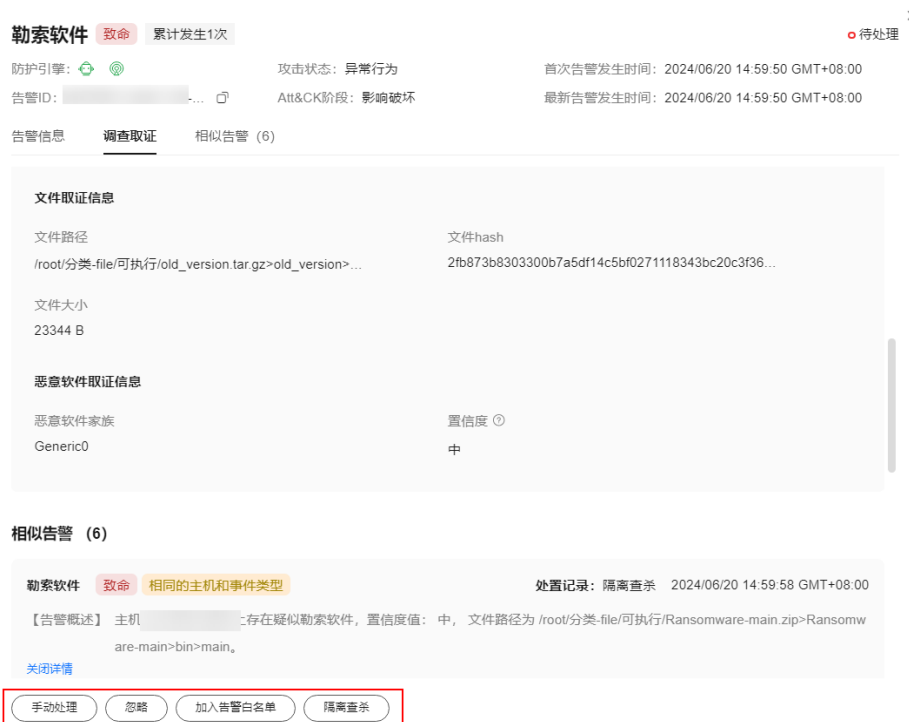 勒索软件 致命 累计发生1次 待处理
防护引擎： 攻击状态：异常行为 首次告警发生时间：2024/06/20 14:59:50 GMT+08:00
告警ID： -... Att&CK阶段：影响破坏 最新告警发生时间：2024/06/20 14:59:50 GMT+08:00
告警信息 调查取证 相似告警（6）
文件取证信息
文件路径 文件hash
/root/分类-file/可执行/old_version.tar.gz>old_version>... 2fb873b8303300b7a5df14c5bf0271118343bc20c3f36...
文件大小
23344 B
恶意软件取证信息
恶意软件家族 置信度
Generic0 中
相似告警（6）
勒索软件 致命 相同的主机和事件类型 处置记录：隔离查杀 2024/06/20 14:59:58 GMT+08:00
【告警概述】 主机 存在疑似勒索软件，置信度值： 中， 文件路径为 /root/分类-file/可执行/Ransomware-main.zip>Ransomw
are-main>bin>main。
关闭详情
手动处理 忽略 加入告警白名单 隔离查杀